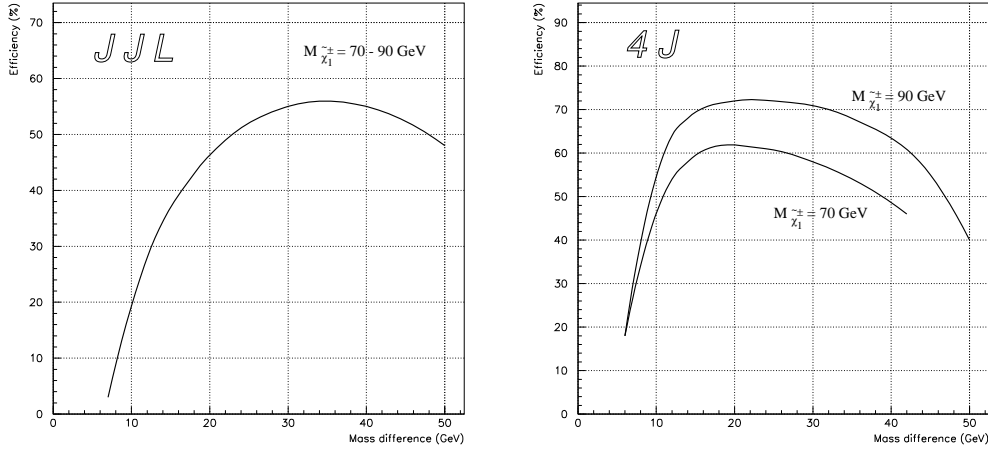 Efficiency (%)
JJL
M χ̃₁± = 70 - 90 GeV
70
60
50
40
30
20
10
0
0 10 20 30 40 50
Mass difference (GeV)
Efficiency (%)
4J
M χ̃₁± = 90 GeV
M χ̃₁± = 70 GeV
90
80
70
60
50
40
30
20
10
0
0 10 20 30 40 50
Mass difference (GeV)